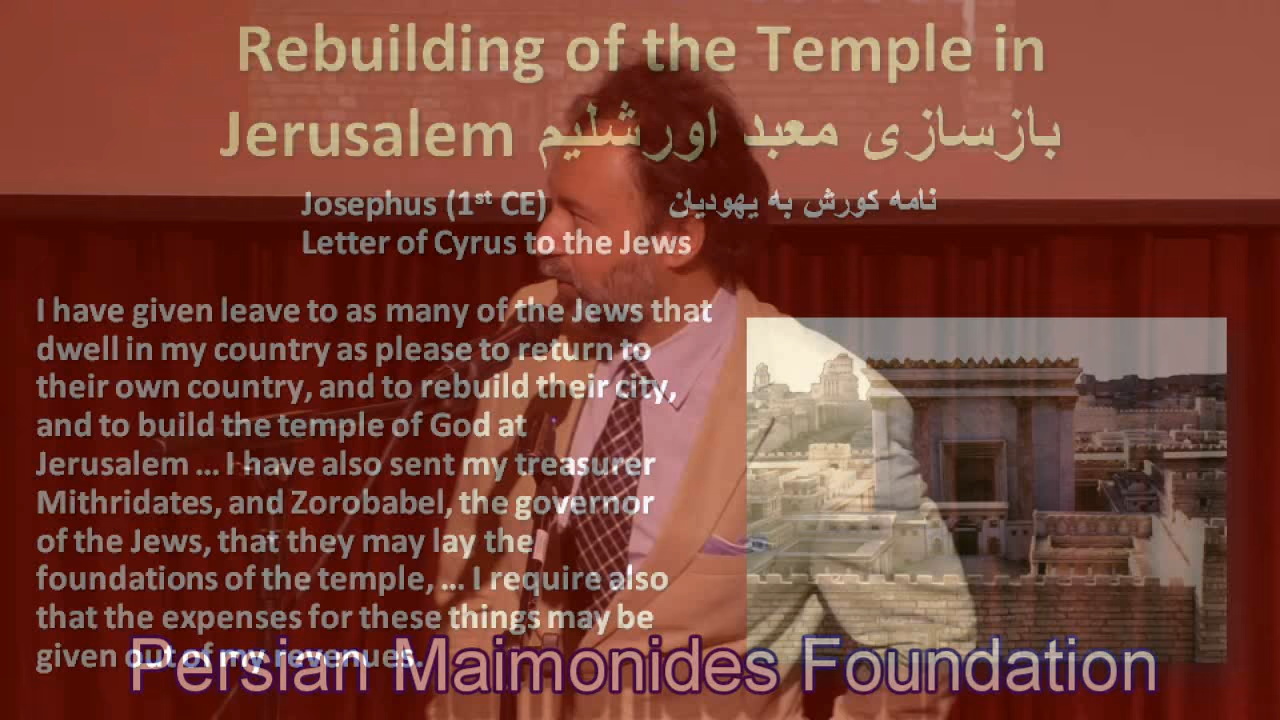 Rebuilding of the Temple in
Jerusalem بازسازی معبد اورشلیم
Josephus (1st CE) نامه کورش به یهودیان
Letter of Cyrus to the Jews
I have given leave to as many of the Jews that
dwell in my country as please to return to
their own country, and to rebuild their city,
and to build the temple of God at
Jerusalem … I have also sent my treasurer
Mithridates, and Zorobabel, the governor
of the Jews, that they may lay the
foundations of the temple, … I require also
that the expenses for these things may be
given out of my revenues.
Persian Maimonides Foundation